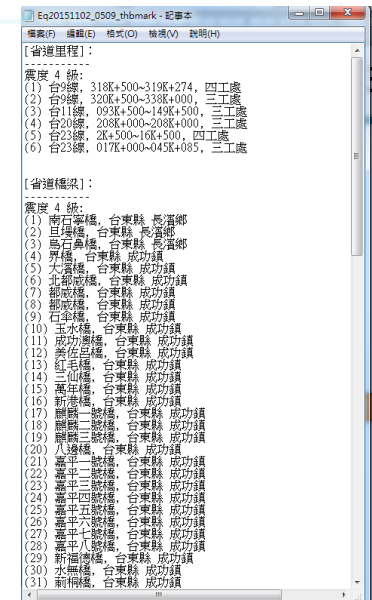 Eq20151102_0509_thbmark - 記事本
檔案(F) 編輯(E) 格式(O) 檢視(V) 說明(H)
[省道里程]:
-----------
震度 4 級:
(1) 台9線, 318K+500~319K+274, 四工處
(2) 台9線, 320K+500~338K+000, 三工處
(3) 台11線, 093K+500~149K+500, 三工處
(4) 台20線, 208K+000~208K+000, 三工處
(5) 台23線, 2K+500~16K+500, 四工處
(6) 台23線, 017K+000~045K+085, 三工處
[省道橋梁]:
-----------
震度 4 級:
(1) 南石寧橋, 台東縣 長濱鄉
(2) 旦墁橋, 台東縣 長濱鄉
(3) 烏石鼻橋, 台東縣 長濱鄉
(4) 界橋, 台東縣 成功鎮
(5) 大濱橋, 台東縣 成功鎮
(6) 北都威橋, 台東縣 成功鎮
(7) 都威橋, 台東縣 成功鎮
(8) 都威橋, 台東縣 成功鎮
(9) 石傘橋, 台東縣 成功鎮
(10) 玉水橋, 台東縣 成功鎮
(11) 成功澳橋, 台東縣 成功鎮
(12) 美佐呂橋, 台東縣 成功鎮
(13) 紅毛橋, 台東縣 成功鎮
(14) 三仙橋, 台東縣 成功鎮
(15) 萬年橋, 台東縣 成功鎮
(16) 新港橋, 台東縣 成功鎮
(17) 麒麟一號橋, 台東縣 成功鎮
(18) 麒麟二號橋, 台東縣 成功鎮
(19) 麒麟三號橋, 台東縣 成功鎮
(20) 八邊橋, 台東縣 成功鎮
(21) 嘉平一號橋, 台東縣 成功鎮
(22) 嘉平二號橋, 台東縣 成功鎮
(23) 嘉平三號橋, 台東縣 成功鎮
(24) 嘉平四號橋, 台東縣 成功鎮
(25) 嘉平五號橋, 台東縣 成功鎮
(26) 嘉平六號橋, 台東縣 成功鎮
(27) 嘉平七號橋, 台東縣 成功鎮
(28) 嘉平八號橋, 台東縣 成功鎮
(29) 新福德橋, 台東縣 成功鎮
(30) 水無橋, 台東縣 成功鎮
(31) 莿桐橋, 台東縣 成功鎮